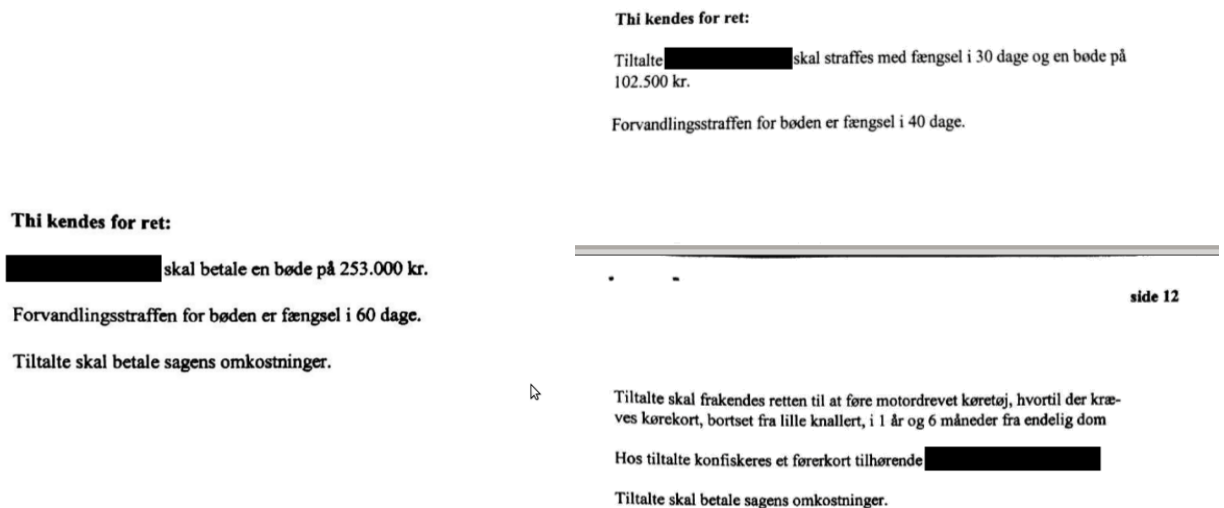 Thi kendes for ret:
skal betale en bøde på 253.000 kr.
Forvandlingsstraffen for bøden er fængsel i 60 dage.
Tiltalte skal betale sagens omkostninger.
Thi kendes for ret:
Tiltalte skal straffes med fængsel i 30 dage og en bøde på
102.500 kr.
Forvandlingsstraffen for bøden er fængsel i 40 dage.
side 12
Tiltalte skal frakendes retten til at føre motordrevet køretøj, hvortil der kræ-
ves kørekort, bortset fra lille knallert, i 1 år og 6 måneder fra endelig dom
Hos tiltalte konfiskeres et førerkort tilhørende
Tiltalte skal betale sagens omkostninger.